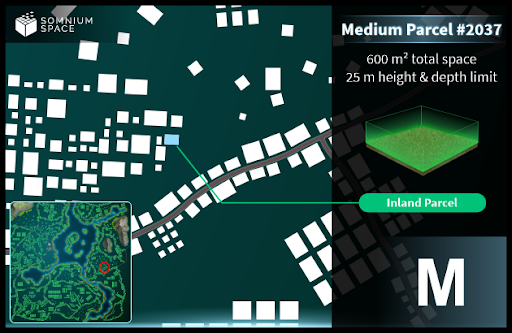 SOMNIUM
SPACE
Medium Parcel #2037
600 m² total space
25 m height & depth limit
Inland Parcel
M